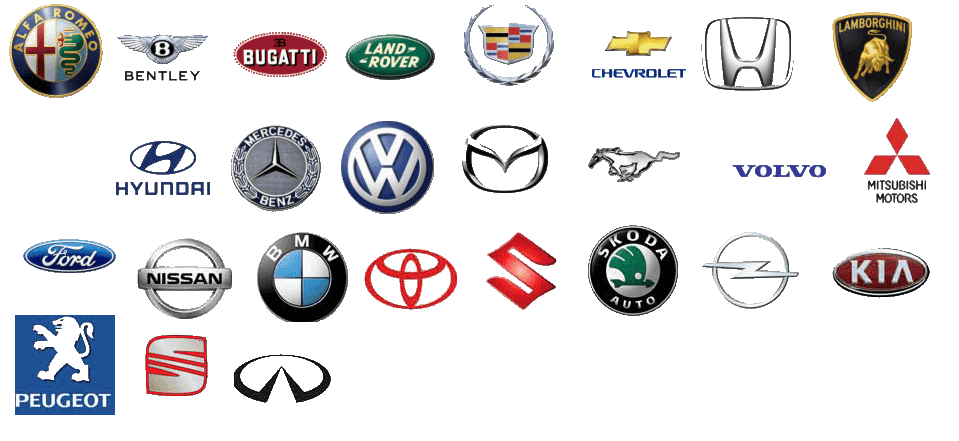 ALFA ROMEO
B
BENTLEY
B
BUGATTI
LAND-
-ROVER
CHEVROLET
LAMBORGHINI
HYUNDAI
MERCEDES
BENZ
VW
VOLVO
MITSUBISHI
MOTORS
Ford
NISSAN
BMW
SKODA
AUTO
KIA
PEUGEOT